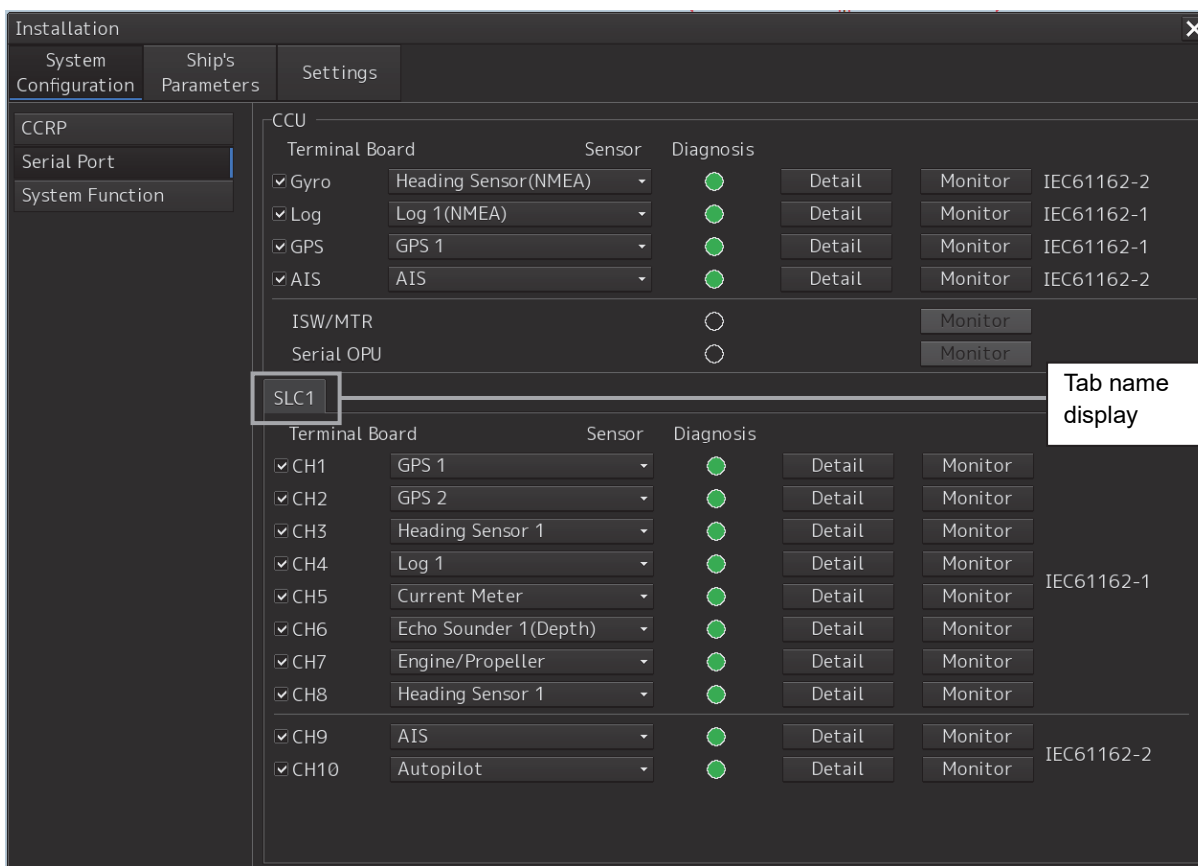 Installation
System Configuration
Ship's Parameters
Settings
CCRP
Serial Port
System Function
CCU
Terminal Board Sensor Diagnosis
Gyro Heading Sensor(NMEA) Detail Monitor IEC61162-2
Log Log 1(NMEA) Detail Monitor IEC61162-1
GPS GPS 1 Detail Monitor IEC61162-1
AIS AIS Detail Monitor IEC61162-2
ISW/MTR Monitor
Serial OPU Monitor
SLC1
Tab name
display
Terminal Board Sensor Diagnosis
CH1 GPS 1 Detail Monitor
CH2 GPS 2 Detail Monitor
CH3 Heading Sensor 1 Detail Monitor
CH4 Log 1 Detail Monitor
IEC61162-1
CH5 Current Meter Detail Monitor
CH6 Echo Sounder 1(Depth) Detail Monitor
CH7 Engine/Propeller Detail Monitor
CH8 Heading Sensor 1 Detail Monitor
CH9 AIS Detail Monitor
IEC61162-2
CH10 Autopilot Detail Monitor